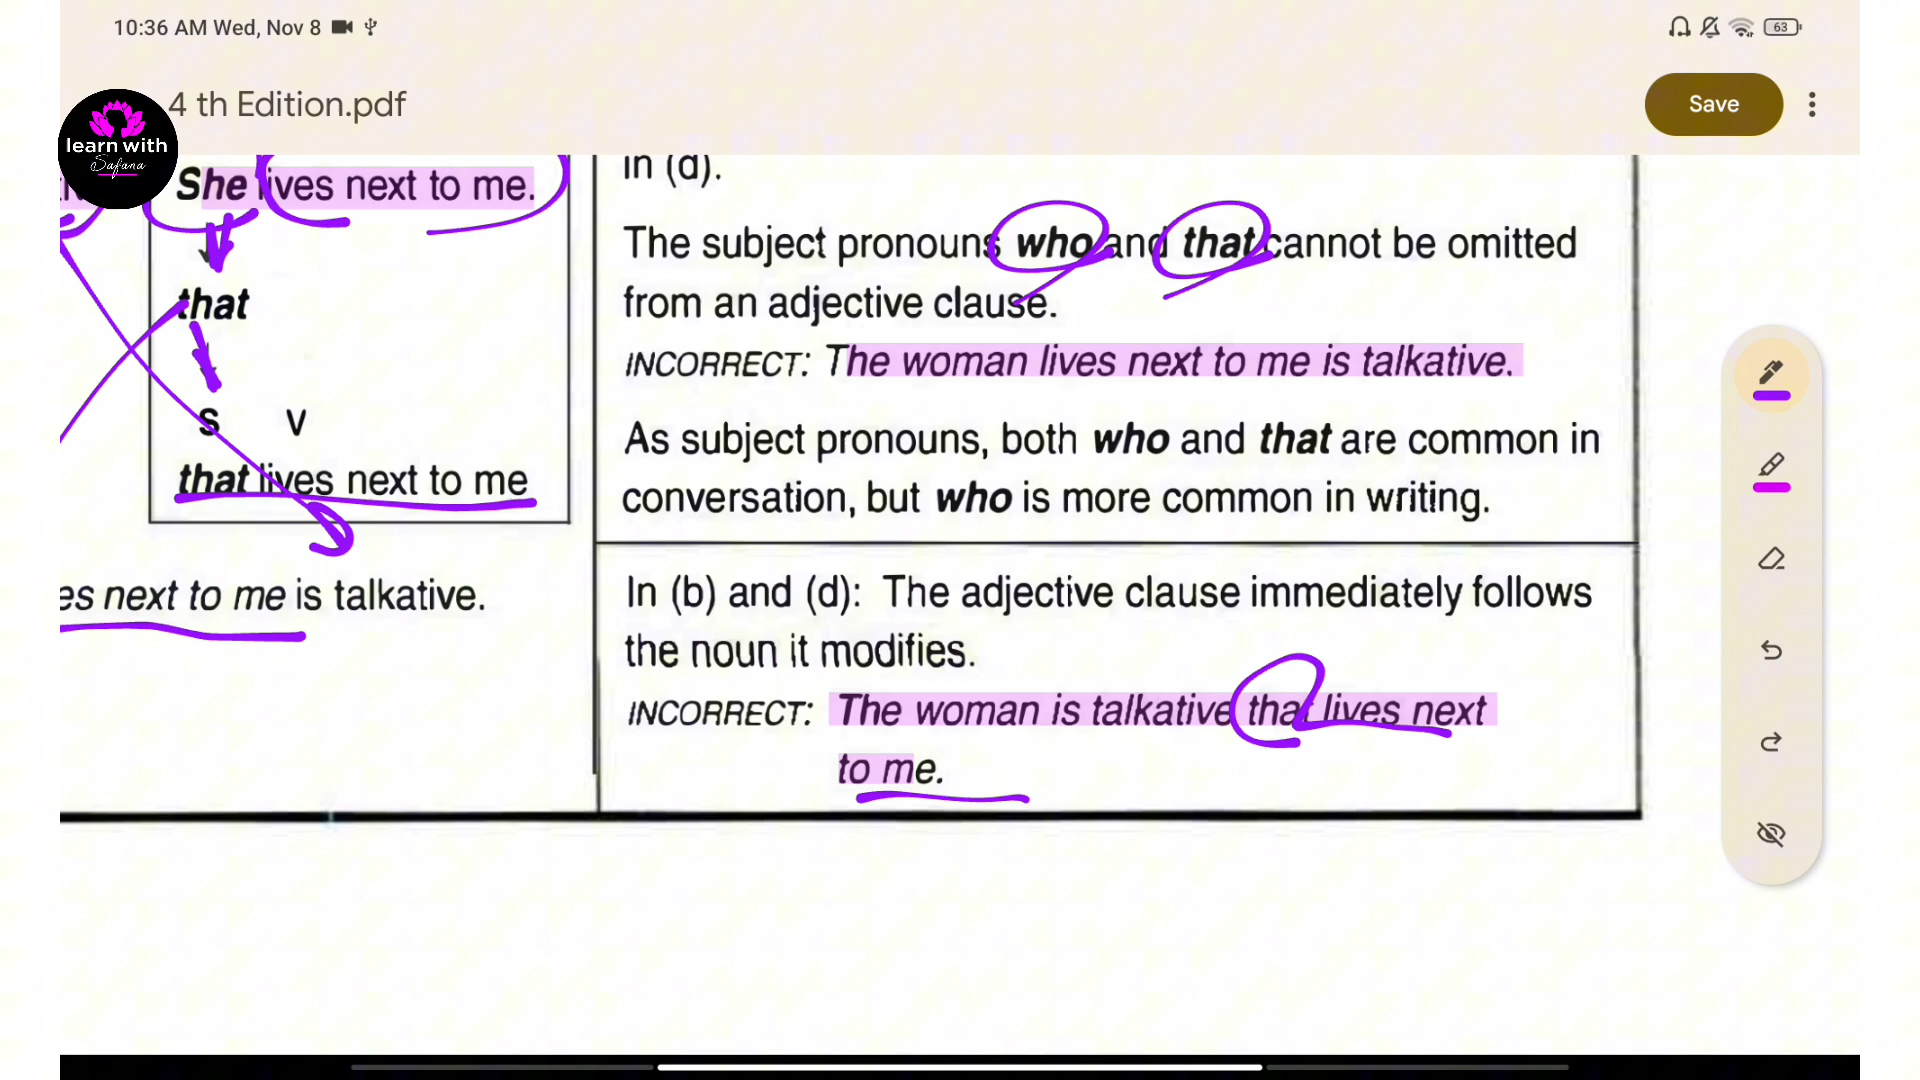 10:36 AM Wed, Nov 8
63
4 th Edition.pdf
Save
learn with
Safana
She lives next to me.
that
S V
that lives next to me
es next to me is talkative.
in (d).
The subject pronouns who and that cannot be omitted
from an adjective clause.
INCORRECT: The woman lives next to me is talkative.
As subject pronouns, both who and that are common in
conversation, but who is more common in writing.
In (b) and (d): The adjective clause immediately follows
the noun it modifies.
INCORRECT: The woman is talkative that lives next
to me.